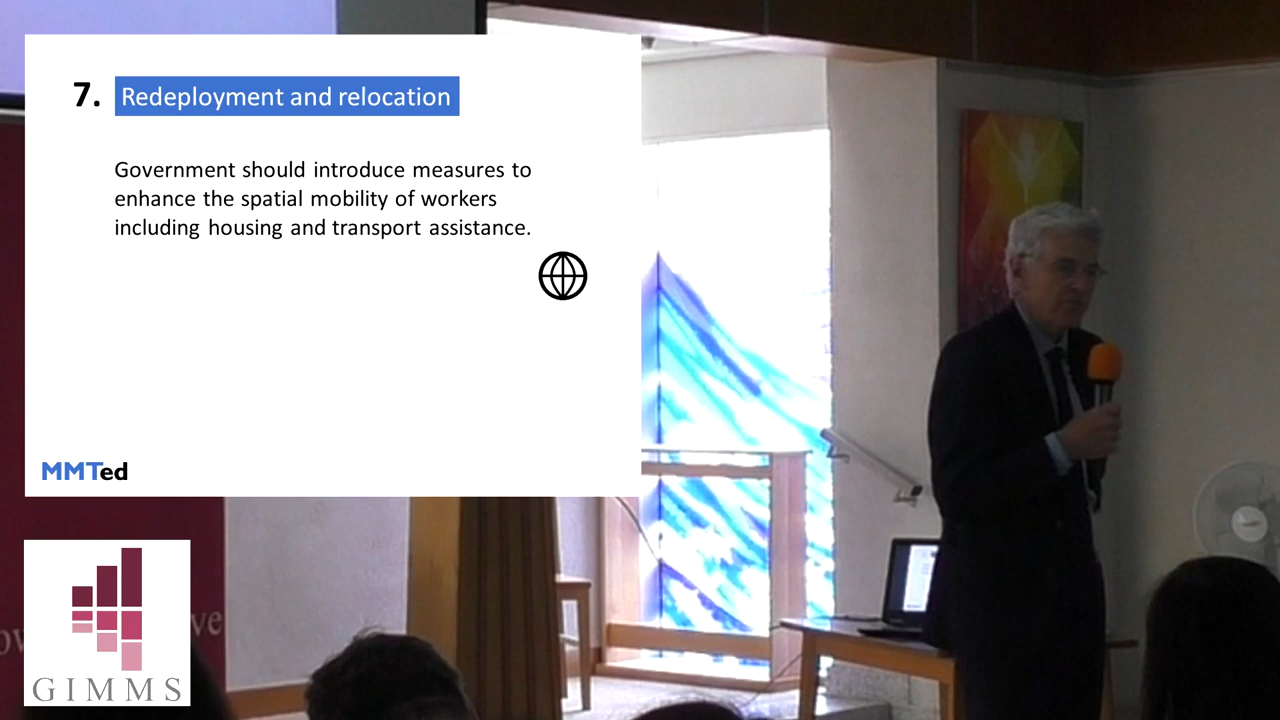 7. Redeployment and relocation
Government should introduce measures to
enhance the spatial mobility of workers
including housing and transport assistance.
MMTed
GIMMS